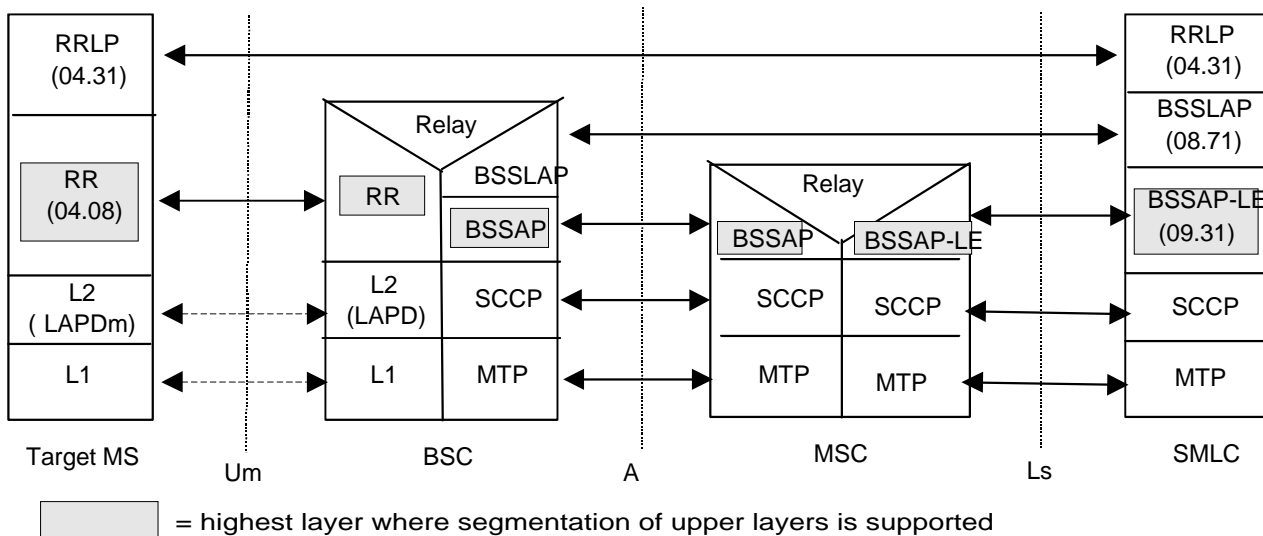 RRLP
(04.31)
RR
(04.08)
L2
( LAPDm)
L1
Target MS
Um
Relay
RR
BSSLAP
BSSAP
L2
(LAPD)
SCCP
L1
MTP
BSC
A
Relay
BSSAP
BSSAP-LE
SCCP
SCCP
MTP
MTP
MSC
Ls
RRLP
(04.31)
BSSLAP
(08.71)
BSSAP-LE
(09.31)
SCCP
MTP
SMLC
= highest layer where segmentation of upper layers is supported